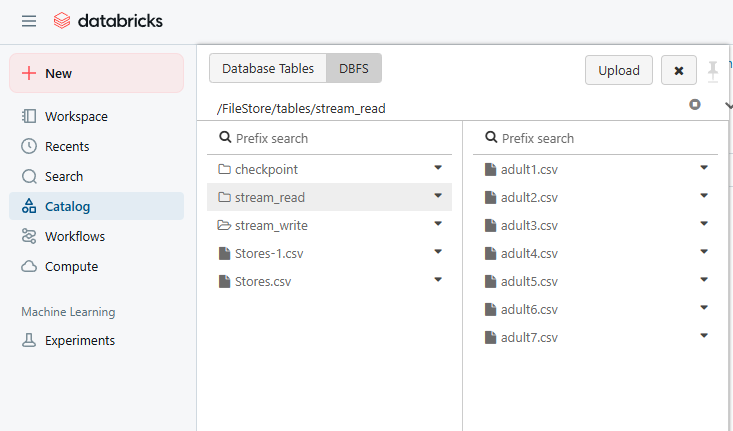 databricks
New
Workspace
Recents
Search
Catalog
Workflows
Compute
Machine Learning
Experiments
Database Tables
DBFS
Upload
/FileStore/tables/stream_read
Prefix search
checkpoint
stream_read
stream_write
Stores-1.csv
Stores.csv
Prefix search
adult1.csv
adult2.csv
adult3.csv
adult4.csv
adult5.csv
adult6.csv
adult7.csv